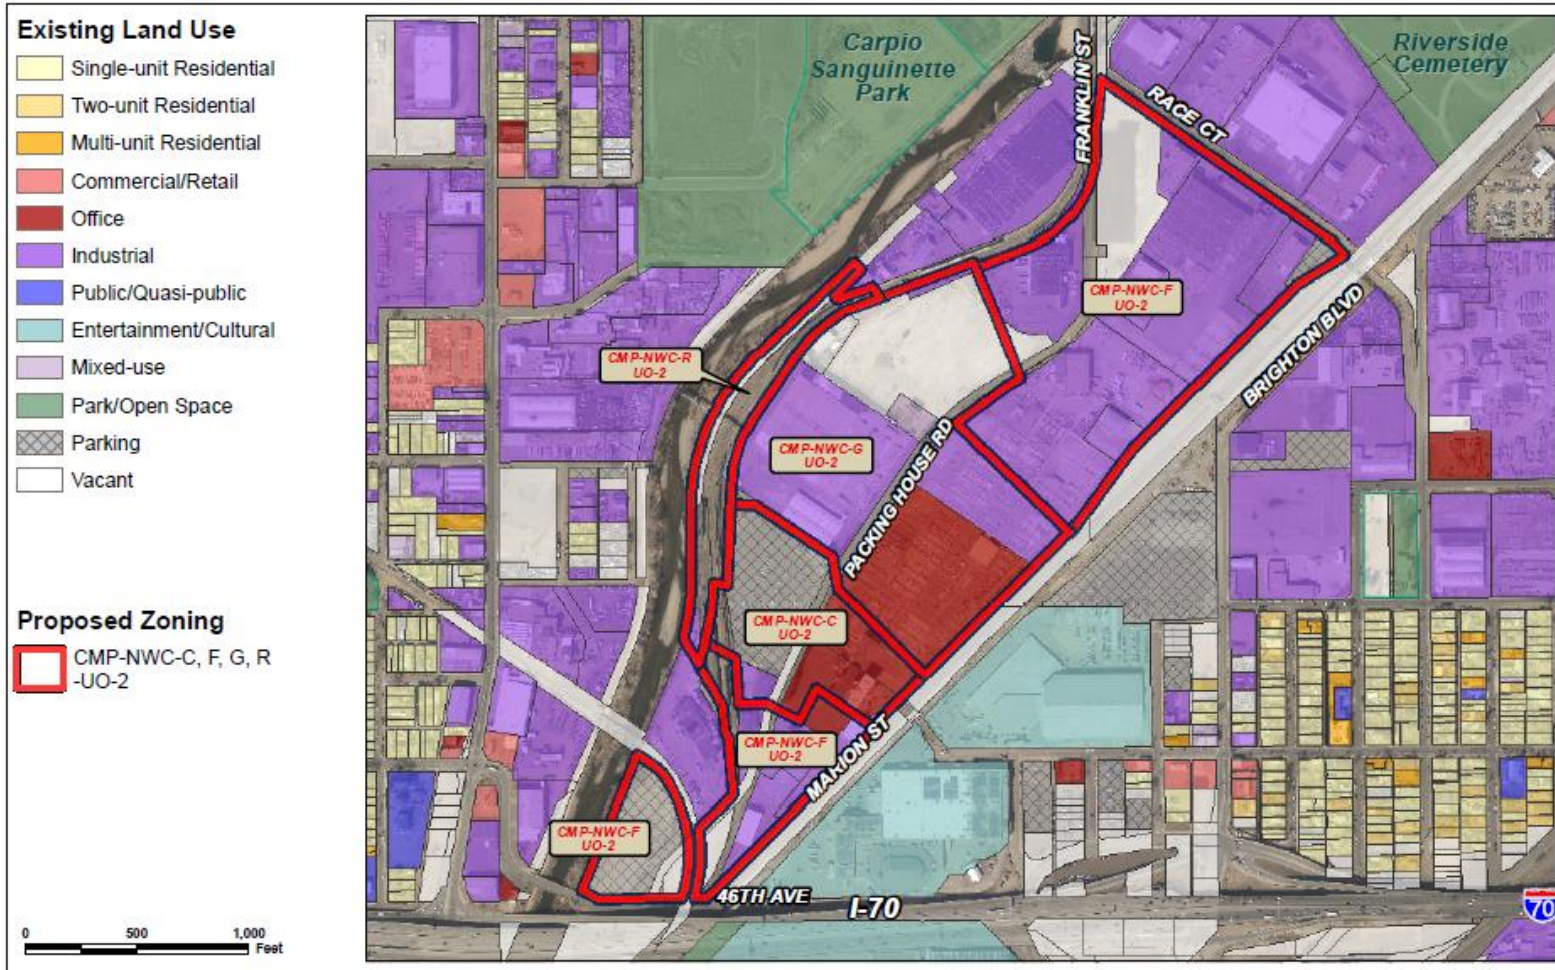 Existing Land Use
Single-unit Residential
Two-unit Residential
Multi-unit Residential
Commercial/Retail
Office
Industrial
Public/Quasi-public
Entertainment/Cultural
Mixed-use
Park/Open Space
Parking
Vacant
Proposed Zoning
CMP-NWC-C, F, G, R
-UO-2
0
500
1,000
Feet
Carpio
Sanguinette
Park
FRANKLIN ST
RACE CT
Riverside
Cemetery
CMP-NWC-F
UO-2
BRIGHTON BLVD
CMP-NWC-R
UO-2
CMP-NWC-G
UO-2
PACKING HOUSE RD
CMP-NWC-C
UO-2
CMP-NWC-F
UO-2
MARION ST
CMP-NWC-F
UO-2
46TH AVE
I-70
70